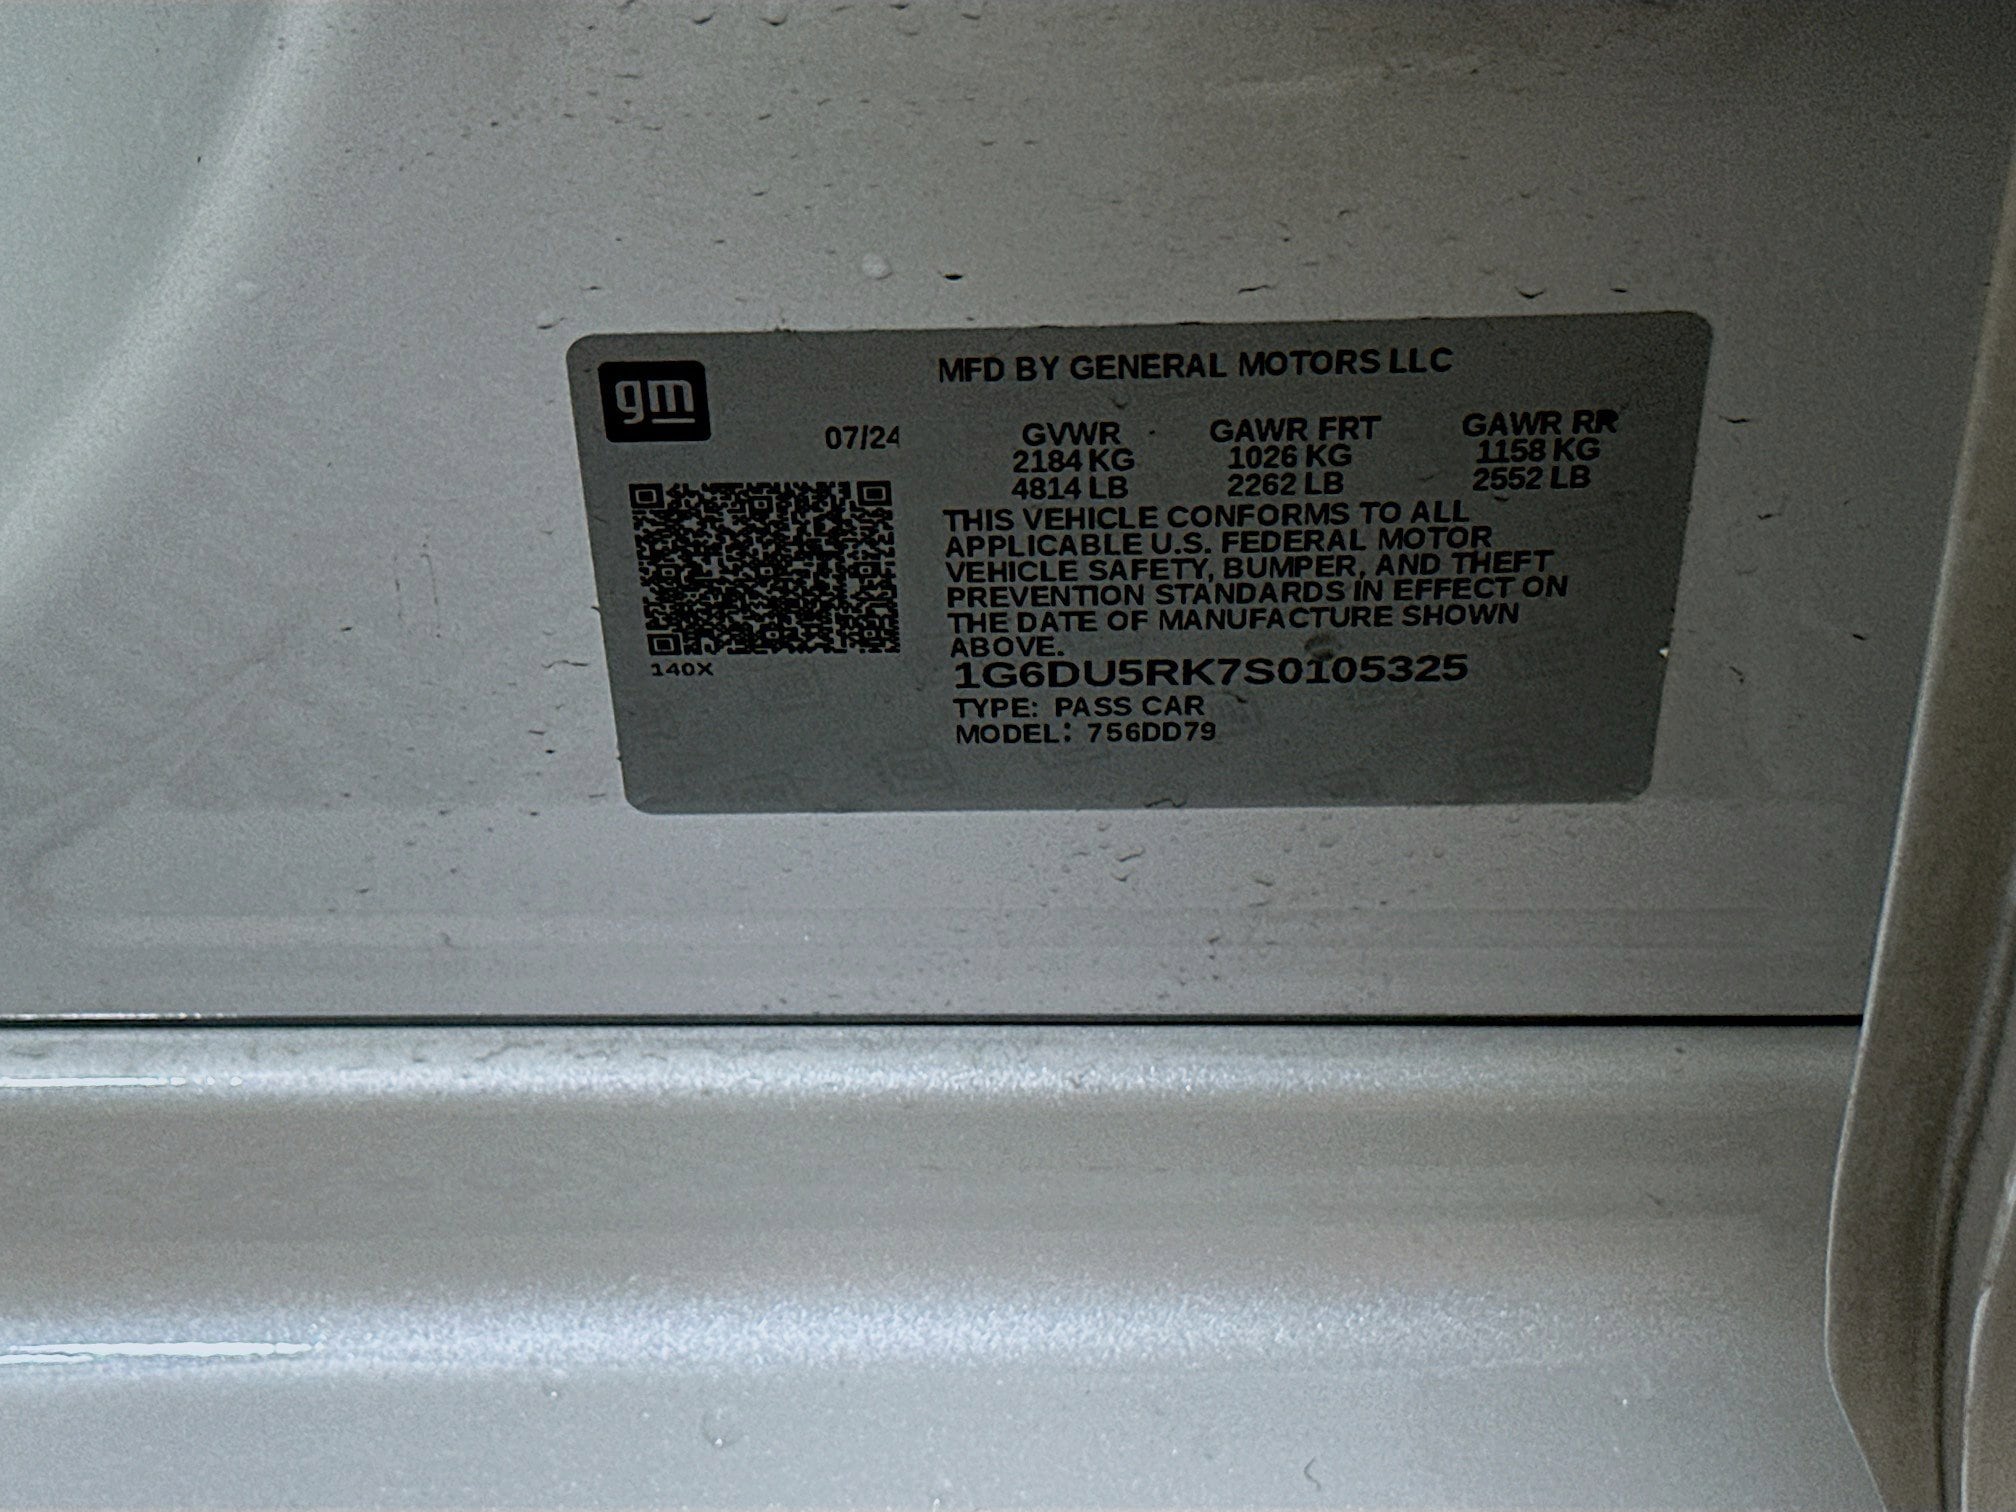 gm
MFD BY GENERAL MOTORS LLC
07/24
GVWR GAWR FRT GAWR RR
2184 KG 1026 KG 1158 KG
4814 LB 2262 LB 2552 LB
THIS VEHICLE CONFORMS TO ALL
APPLICABLE U.S. FEDERAL MOTOR
VEHICLE SAFETY, BUMPER, AND THEFT
PREVENTION STANDARDS IN EFFECT ON
THE DATE OF MANUFACTURE SHOWN
ABOVE.
140X
1G6DU5RK7S0105325
TYPE: PASS CAR
MODEL: 756DD79